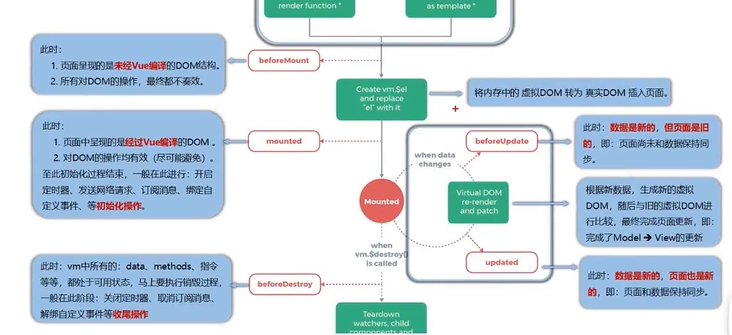 render function *
as template *
此时：
1. 页面呈现的是未经Vue编译的DOM结构。
2. 所有对DOM的操作，最终都不奏效。
beforeMount
Create vm.$el
and replace
"el" with it
将内存中的 虚拟DOM 转为 真实DOM 插入页面。
此时：
1. 页面中呈现的是经过Vue编译的DOM 。
2. 对DOM的操作均有效（尽可能避免）。
至此初始化过程结束，一般在此进行：开启
定时器、发送网络请求、订阅消息、绑定自
定义事件、等初始化操作。
mounted
Mounted
when data
changes
beforeUpdate
此时：数据是新的，但页面是旧
的，即：页面尚未和数据保持同
步。
Virtual DOM
re-render
and patch
根据新数据，生成新的虚拟
DOM，随后与旧的虚拟DOM进
行比较，最终完成页面更新，即：
完成了Model ➔ View的更新
updated
此时：数据是新的，页面也是新
的，即：页面和数据保持同步。
when
vm.$destroy()
is called
此时：vm中所有的：data、methods、指令
等等，都处于可用状态，马上要执行销毁过程，
一般在此阶段：关闭定时器、取消订阅消息、
解绑自定义事件等收尾操作
beforeDestroy
Teardown
watchers, child
components and